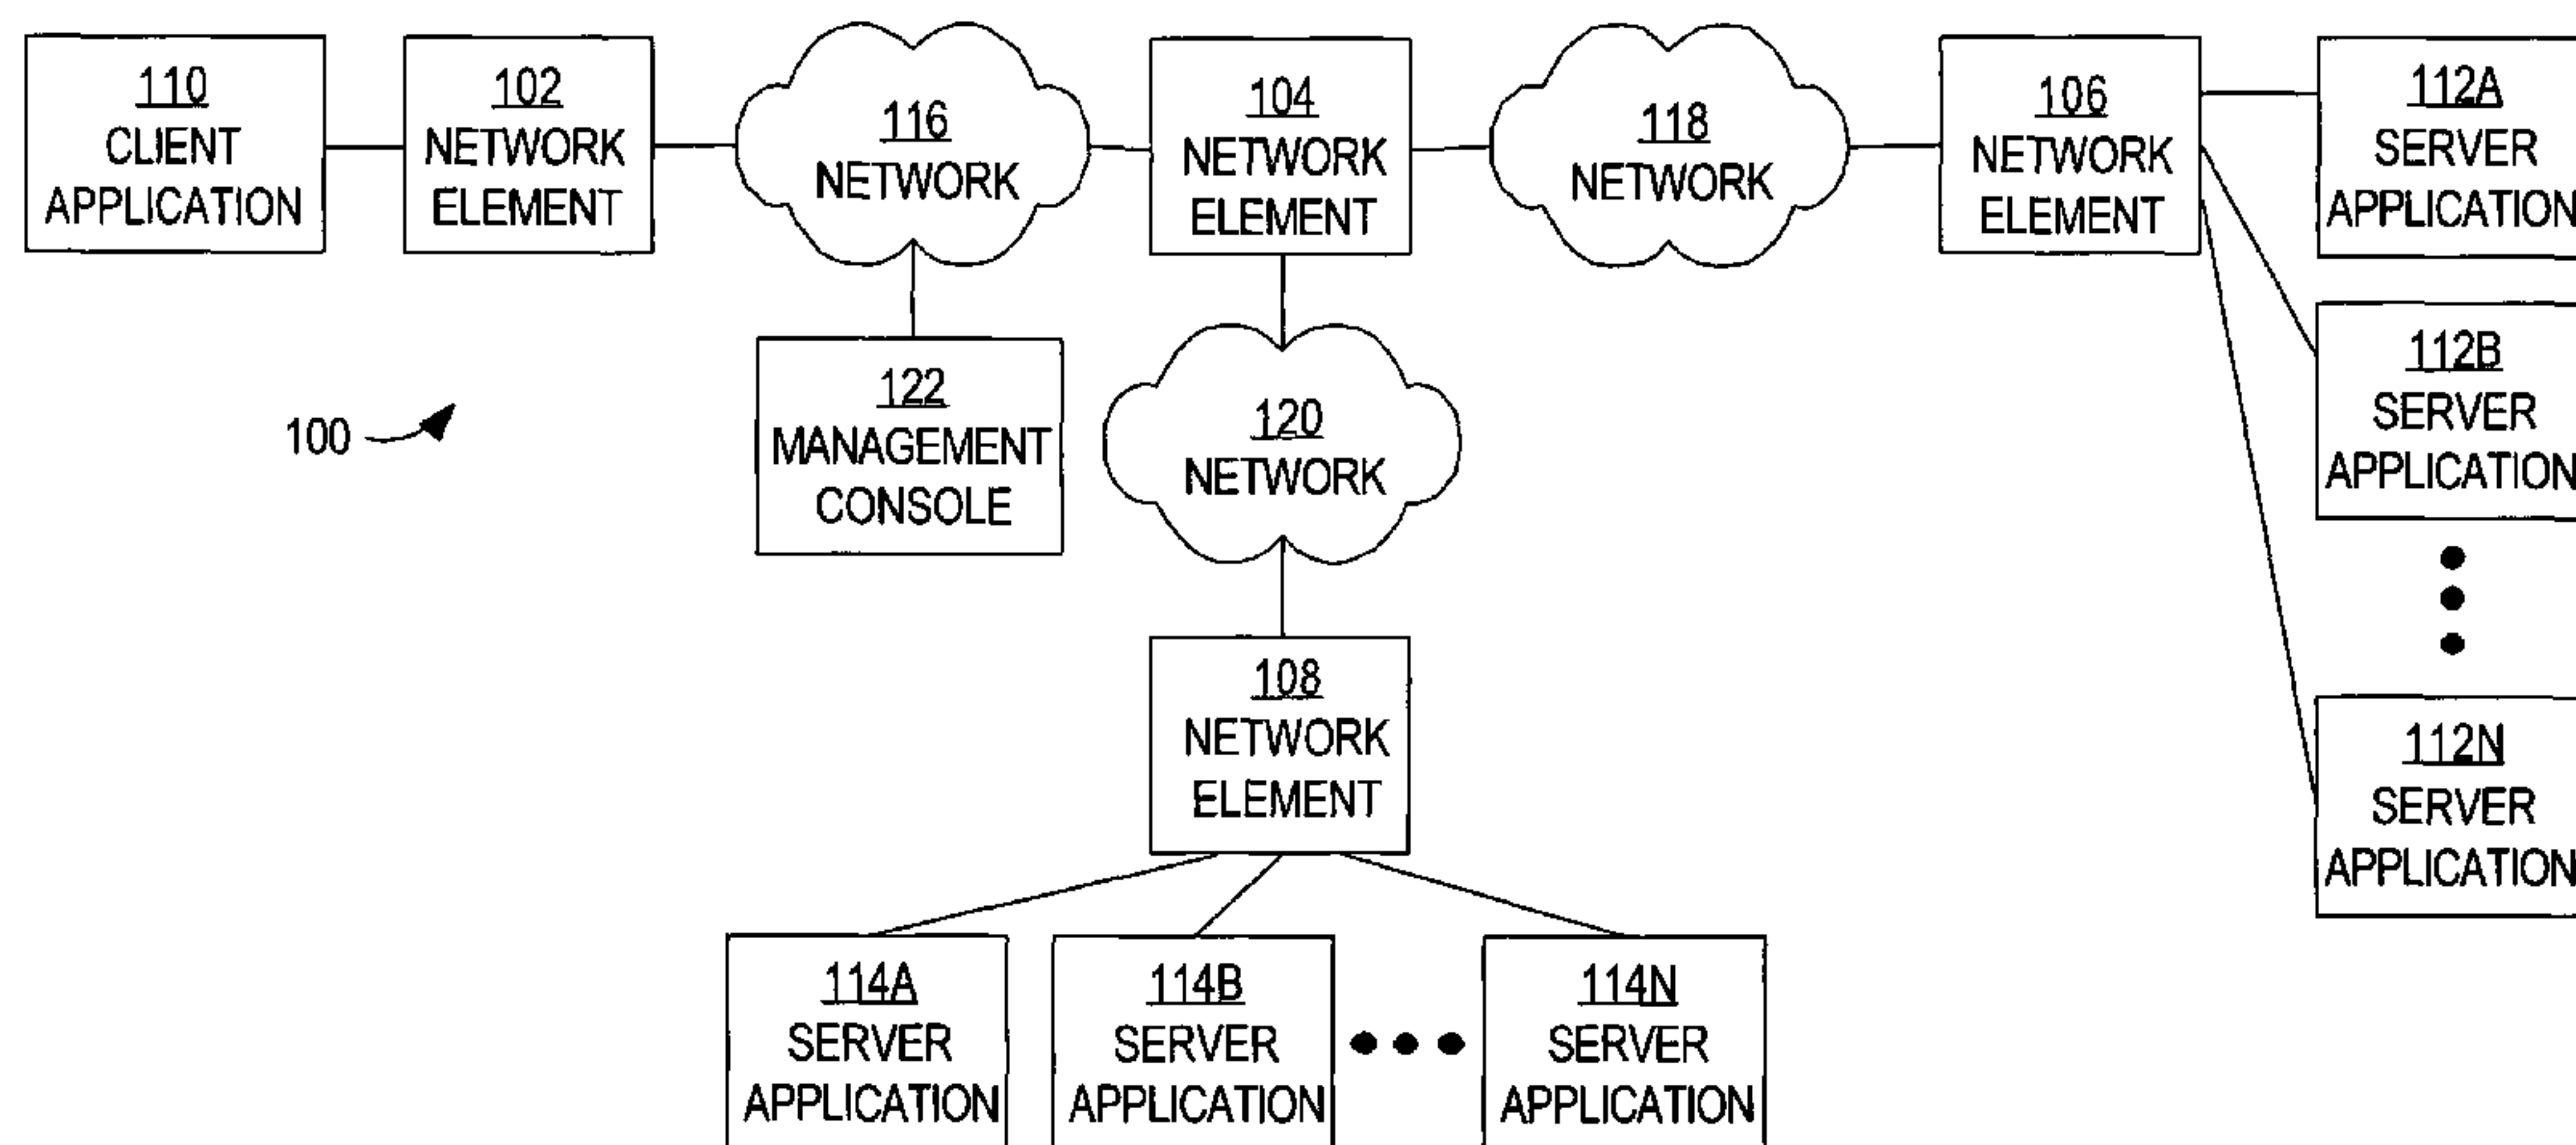 110
CLIENT
APPLICATION
102
NETWORK
ELEMENT
116
NETWORK
104
NETWORK
ELEMENT
118
NETWORK
106
NETWORK
ELEMENT
112A
SERVER
APPLICATION
112B
SERVER
APPLICATION
112N
SERVER
APPLICATION
122
MANAGEMENT
CONSOLE
120
NETWORK
100
108
NETWORK
ELEMENT
114A
SERVER
APPLICATION
114B
SERVER
APPLICATION
114N
SERVER
APPLICATION